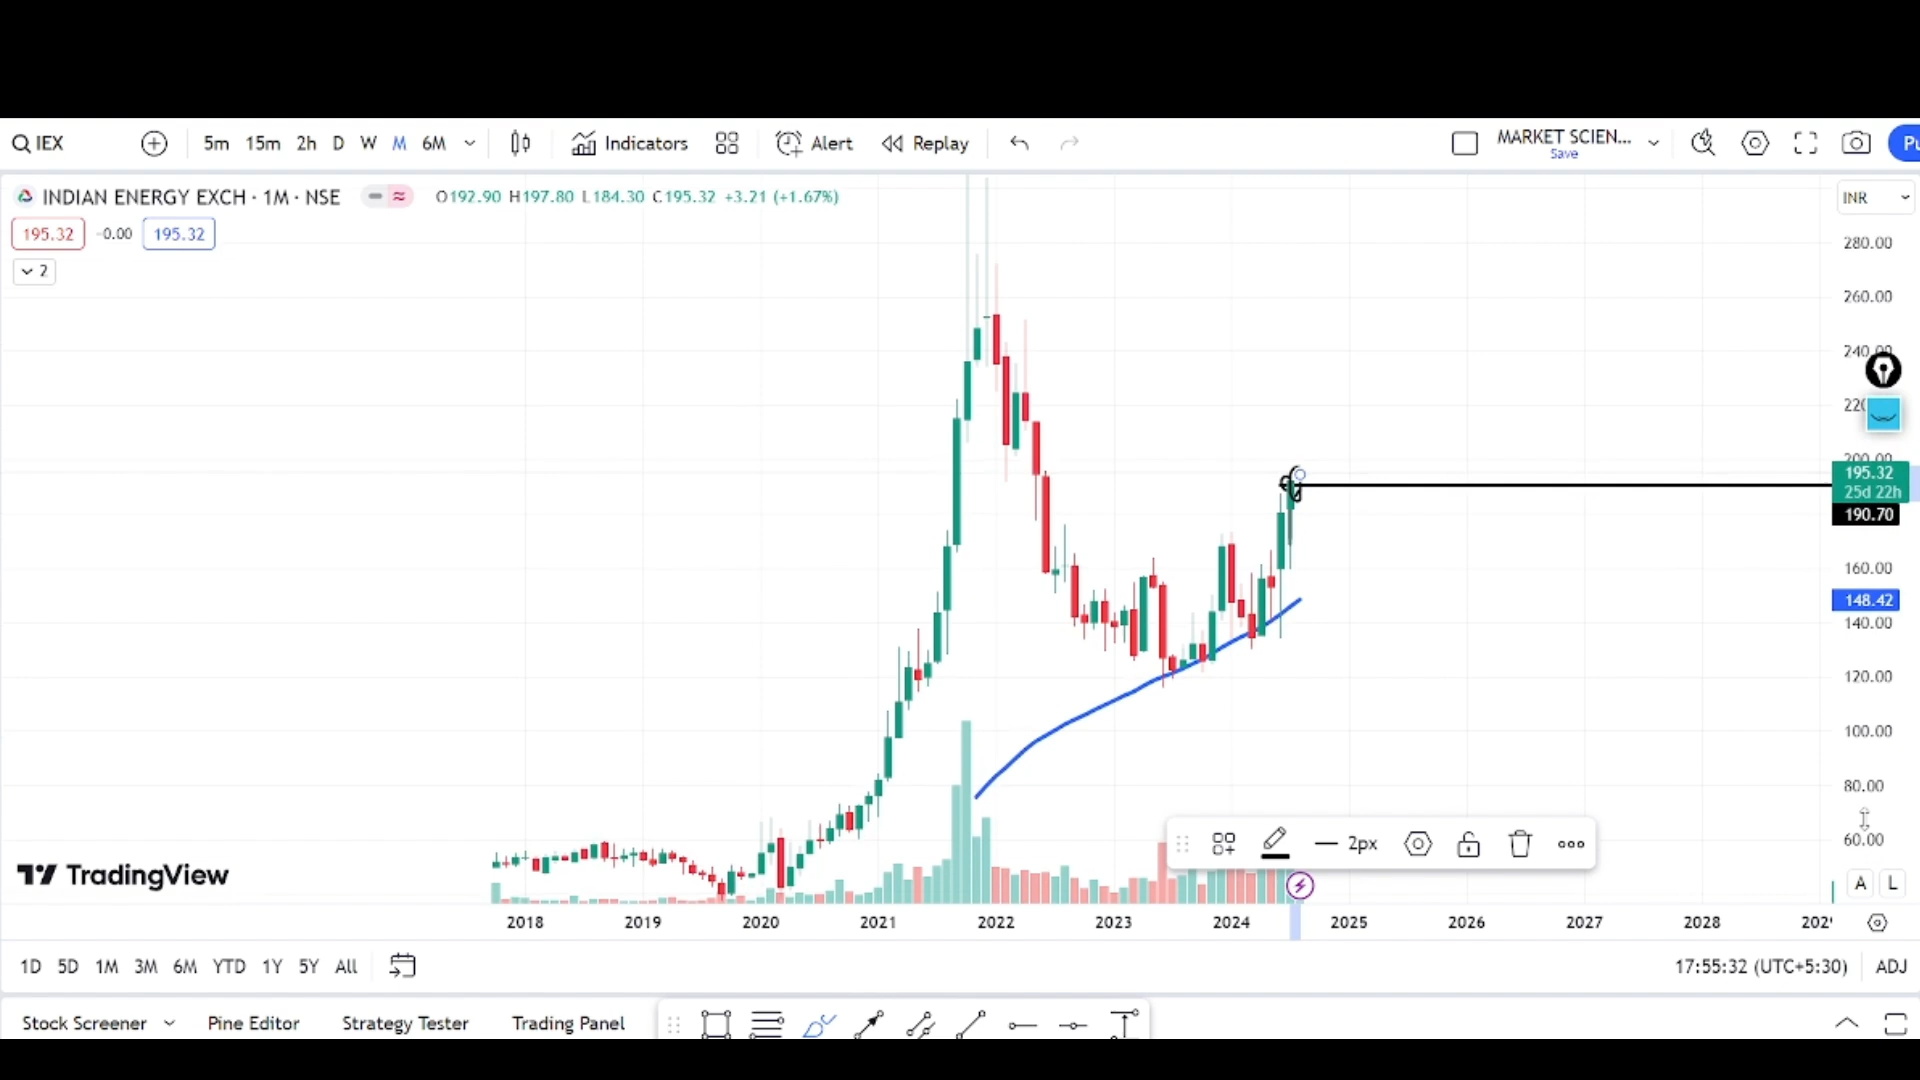 IEX 5m 15m 2h D W M 6M Indicators Alert Replay MARKET SCIEN... Save
INDIAN ENERGY EXCH · 1M · NSE O192.90 H197.80 L184.30 C195.32 +3.21 (+1.67%) INR
195.32 -0.00 195.32
2
280.00
260.00
240.00
200.00
195.32
25d 22h
190.70
160.00
148.42
140.00
120.00
100.00
80.00
60.00
2px
TradingView
A L
2018 2019 2020 2021 2022 2023 2024 2025 2026 2027 2028
1D 5D 1M 3M 6M YTD 1Y 5Y All 17:55:32 (UTC+5:30) ADJ
Stock Screener Pine Editor Strategy Tester Trading Panel